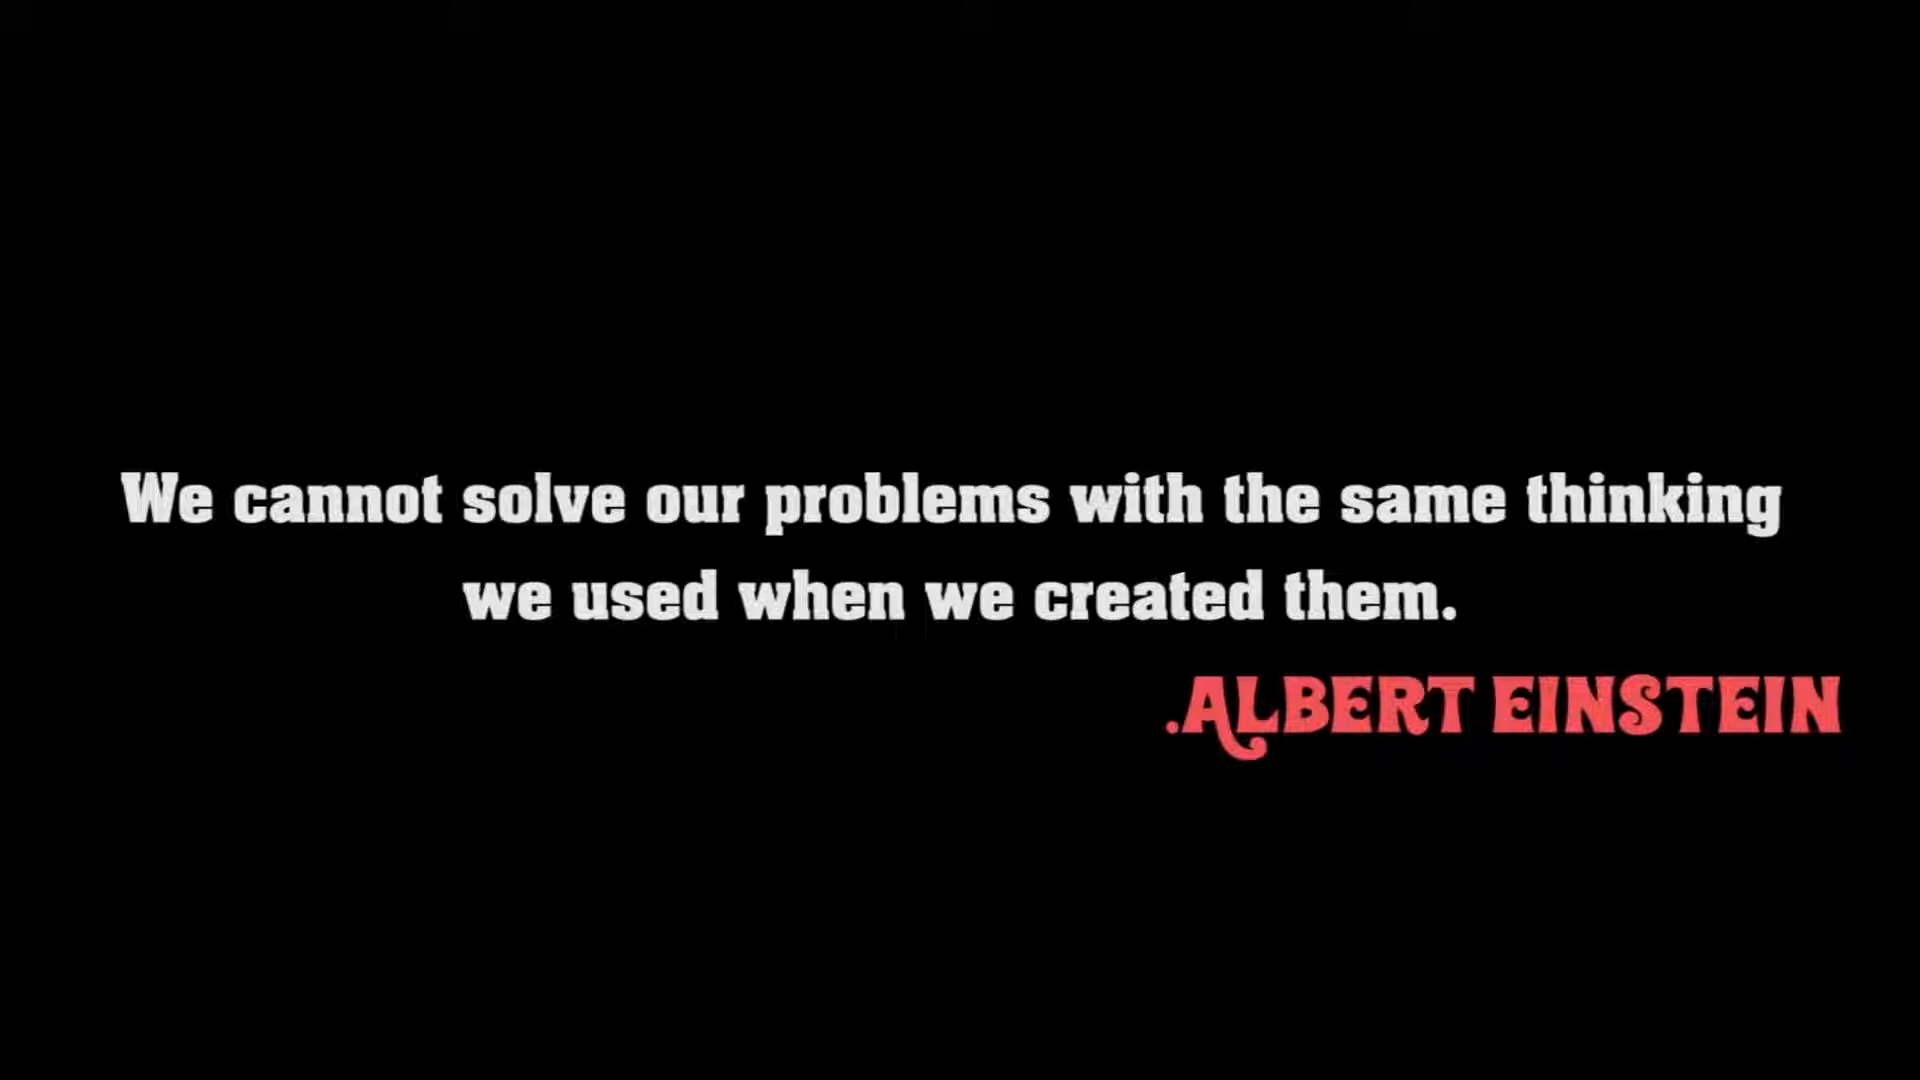 We cannot solve our problems with the same thinking
we used when we created them.
.ALBERT EINSTEIN